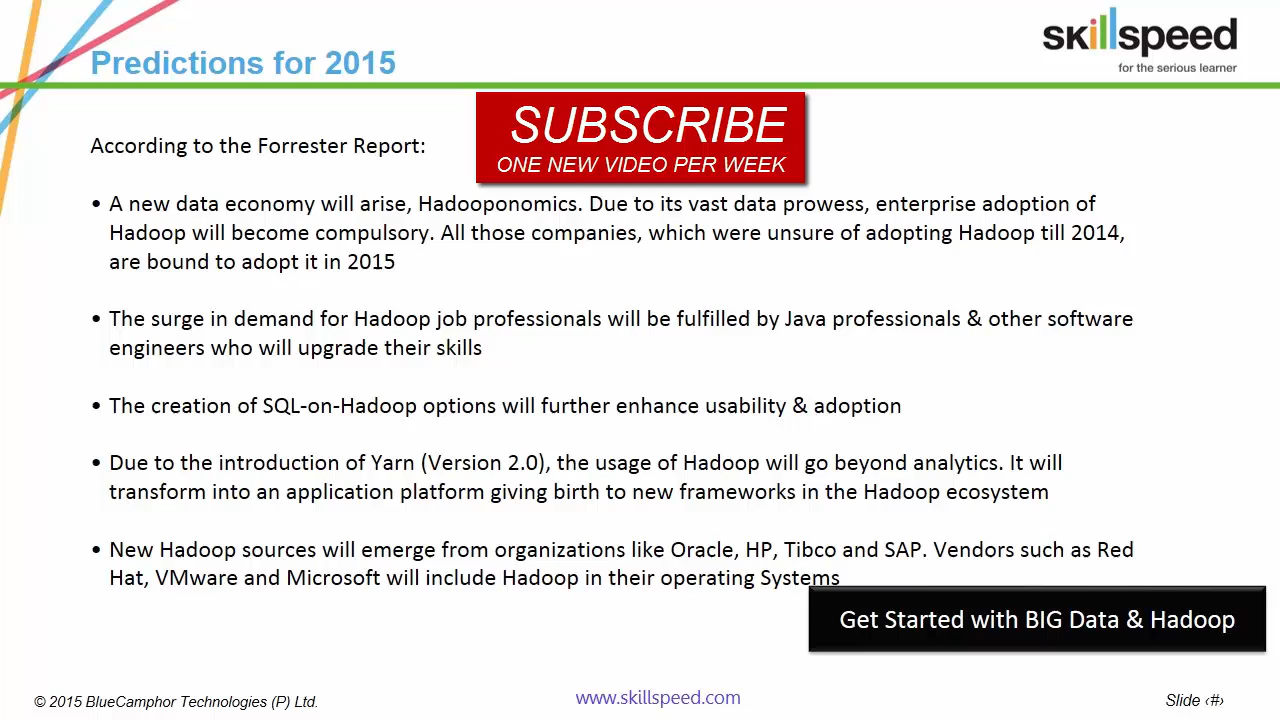 Predictions for 2015
skillspeed
for the serious learner
SUBSCRIBE
ONE NEW VIDEO PER WEEK
According to the Forrester Report:
• A new data economy will arise, Hadooponomics. Due to its vast data prowess, enterprise adoption of
Hadoop will become compulsory. All those companies, which were unsure of adopting Hadoop till 2014,
are bound to adopt it in 2015
• The surge in demand for Hadoop job professionals will be fulfilled by Java professionals & other software
engineers who will upgrade their skills
• The creation of SQL-on-Hadoop options will further enhance usability & adoption
• Due to the introduction of Yarn (Version 2.0), the usage of Hadoop will go beyond analytics. It will
transform into an application platform giving birth to new frameworks in the Hadoop ecosystem
• New Hadoop sources will emerge from organizations like Oracle, HP, Tibco and SAP. Vendors such as Red
Hat, VMware and Microsoft will include Hadoop in their operating Systems
Get Started with BIG Data & Hadoop
© 2015 BlueCamphor Technologies (P) Ltd.
www.skillspeed.com
Slide ‹#›